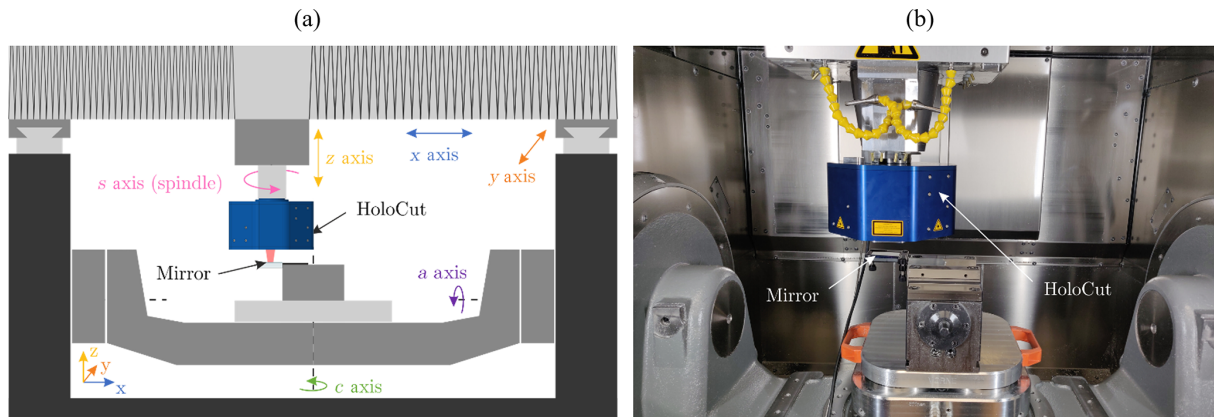 (a)
(b)
z axis
x axis
y axis
s axis (spindle)
HoloCut
Mirror
a axis
z
y
x
c axis
Mirror
HoloCut